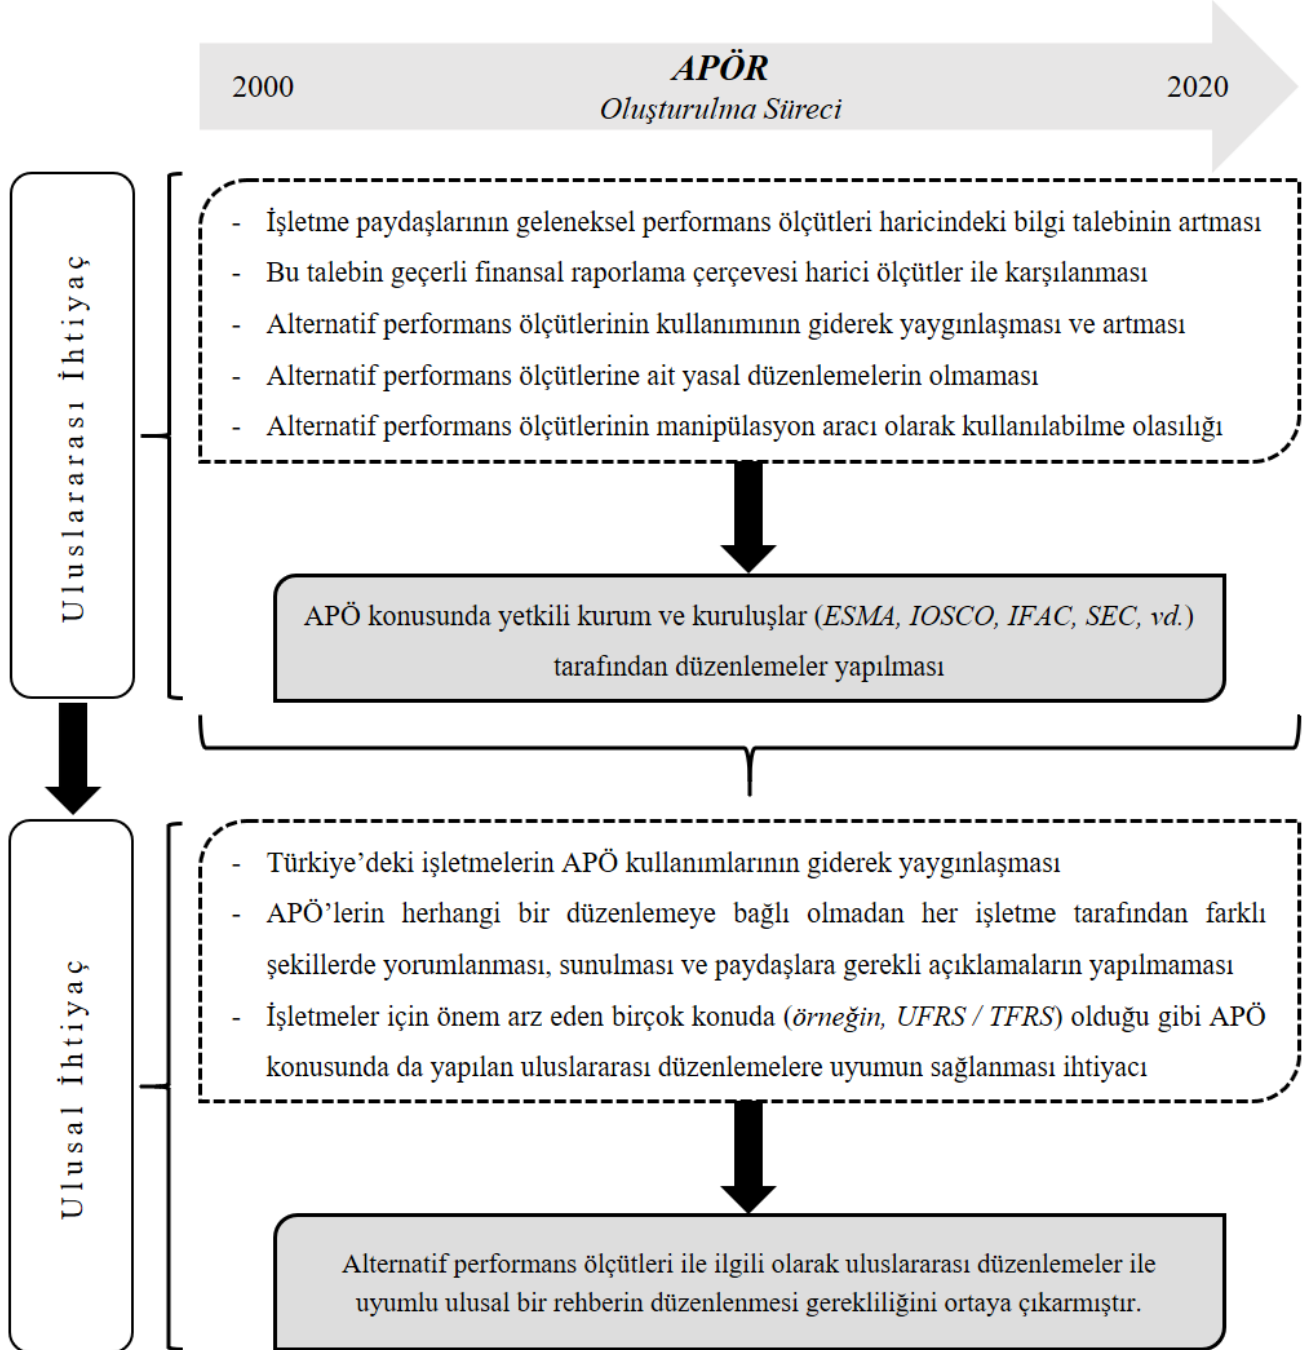 APÖR
2000
2020
Oluşturulma Süreci
Uluslararası İhtiyaç
- İşletme paydaşlarının geleneksel performans ölçütleri haricindeki bilgi talebinin artması
- Bu talebin geçerli finansal raporlama çerçevesi harici ölçütler ile karşılanması
- Alternatif performans ölçütlerinin kullanımının giderek yaygınlaşması ve artması
- Alternatif performans ölçütlerine ait yasal düzenlemelerin olmaması
- Alternatif performans ölçütlerinin manipülasyon aracı olarak kullanılabilme olasılığı
APÖ konusunda yetkili kurum ve kuruluşlar (ESMA, IOSCO, IFAC, SEC, vd.)
tarafından düzenlemeler yapılması
Ulusal İhtiyaç
- Türkiye’deki işletmelerin APÖ kullanımlarının giderek yaygınlaşması
- APÖ’lerin herhangi bir düzenlemeye bağlı olmadan her işletme tarafından farklı
şekillerde yorumlanması, sunulması ve paydaşlara gerekli açıklamaların yapılmaması
- İşletmeler için önem arz eden birçok konuda (örneğin, UFRS / TFRS) olduğu gibi APÖ
konusunda da yapılan uluslararası düzenlemelere uyumun sağlanması ihtiyacı
Alternatif performans ölçütleri ile ilgili olarak uluslararası düzenlemeler ile
uyumlu ulusal bir rehberin düzenlenmesi gerekliliğini ortaya çıkarmıştır.